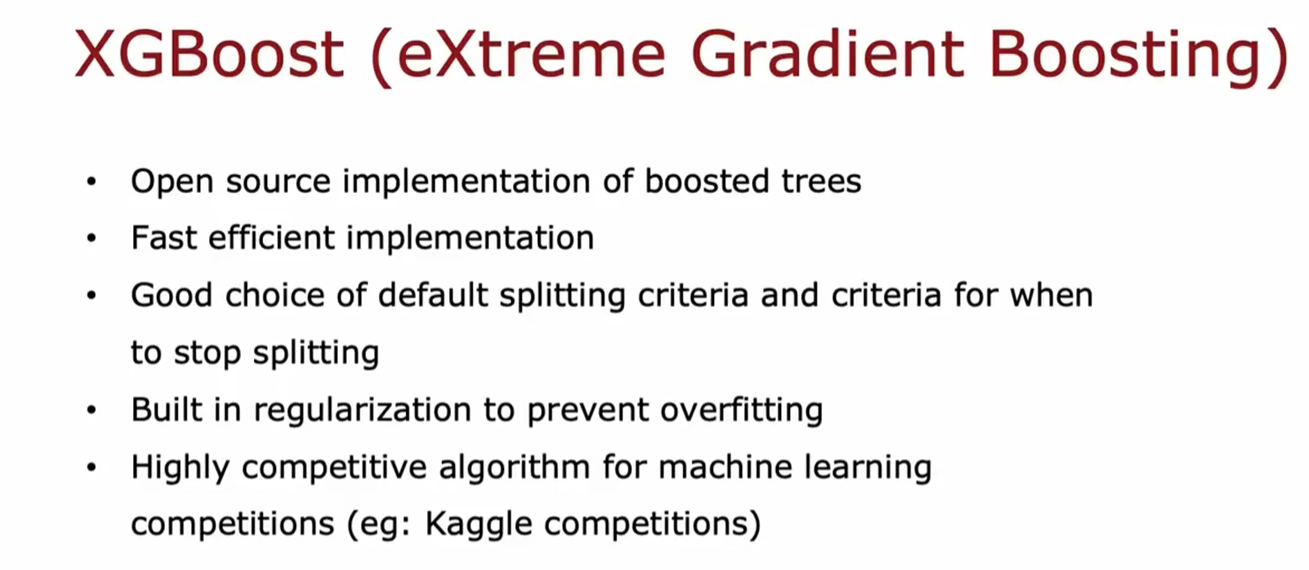 XGBoost (eXtreme Gradient Boosting)
• Open source implementation of boosted trees
• Fast efficient implementation
• Good choice of default splitting criteria and criteria for when
to stop splitting
• Built in regularization to prevent overfitting
• Highly competitive algorithm for machine learning
competitions (eg: Kaggle competitions)